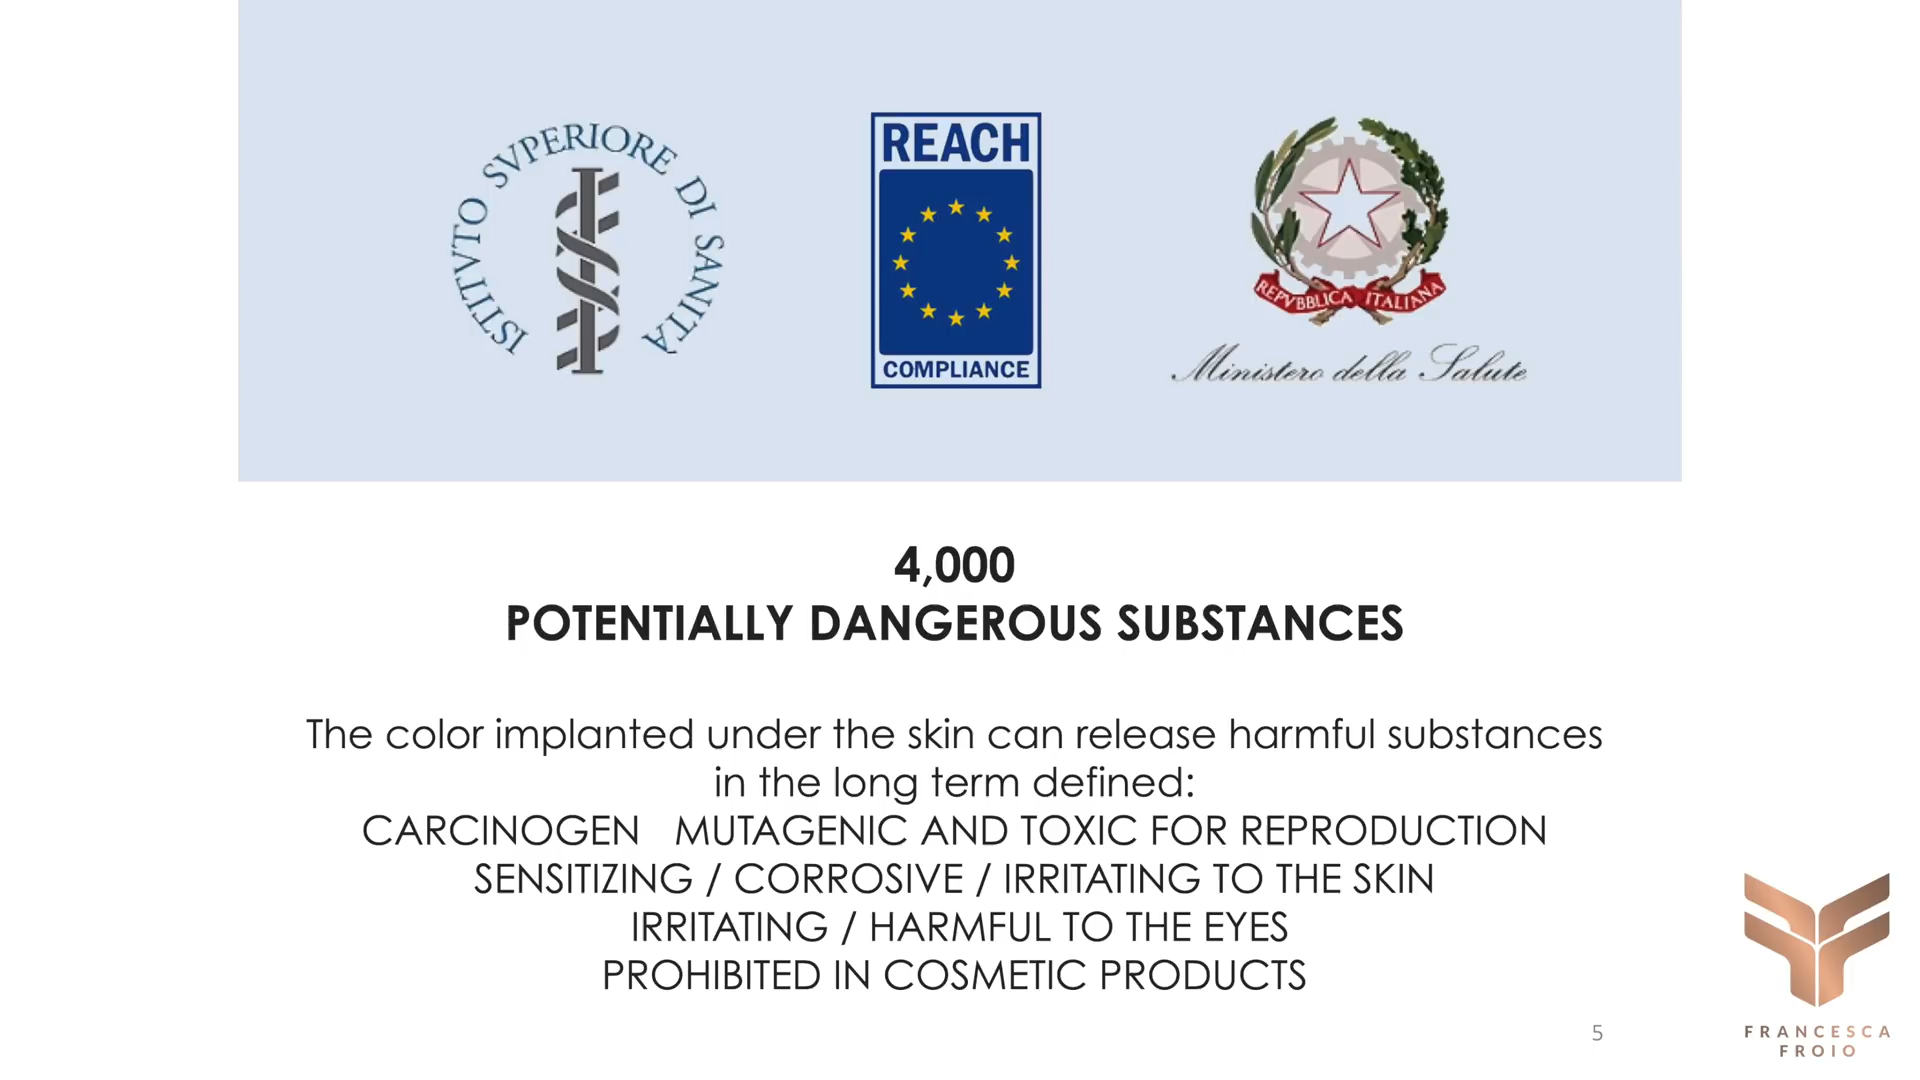 ISTITVTO SVPERIORE DI SANITÀ
REACH
COMPLIANCE
REPVBBLICA ITALIANA
Ministero della Salute
4,000
POTENTIALLY DANGEROUS SUBSTANCES
The color implanted under the skin can release harmful substances
in the long term defined:
CARCINOGEN MUTAGENIC AND TOXIC FOR REPRODUCTION
SENSITIZING / CORROSIVE / IRRITATING TO THE SKIN
IRRITATING / HARMFUL TO THE EYES
PROHIBITED IN COSMETIC PRODUCTS
5
FRANCESCA
FROIO